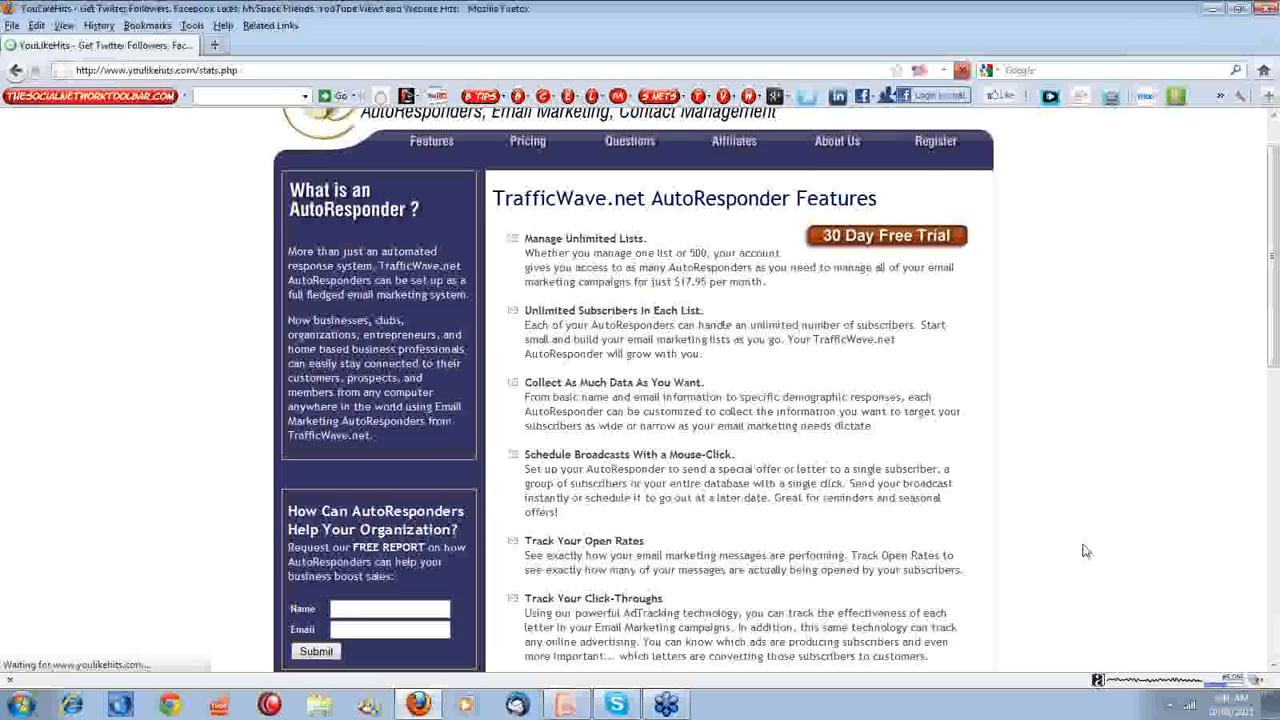 YouLikeHits - Get Twitter Followers, Facebook Likes, MySpace Friends, YouTube Views and Website Hits! - Mozilla Firefox
File Edit View History Bookmarks Tools Help Related Links
YouLikeHits - Get Twitter Followers, Fac...
http://www.youlikehits.com/stats.php
Google
THESOCIALNETWORKTOOLBAR.COM
Go
B TIPS
5 NETS
Login
Like
AutoResponders, Email Marketing, Contact Management
Features Pricing Questions Affiliates About Us Register
What is an
AutoResponder ?
More than just an automated
response system, TrafficWave.net
AutoResponders can be set up as a
full fledged email marketing system.
Now businesses, clubs,
organizations, entrepreneurs, and
home based business professionals
can easily stay connected to their
customers, prospects, and
members from any computer
anywhere in the world using Email
Marketing AutoResponders from
TrafficWave.net.
How Can AutoResponders
Help Your Organization?
Request our FREE REPORT on how
AutoResponders can help your
business boost sales:
Name
Email
Submit
TrafficWave.net AutoResponder Features
30 Day Free Trial
Manage Unlimited Lists.
Whether you manage one list or 500, your account
gives you access to as many AutoResponders as you need to manage all of your email
marketing campaigns for just $17.95 per month.
Unlimited Subscribers In Each List.
Each of your AutoResponders can handle an unlimited number of subscribers. Start
small and build your email marketing lists as you go. Your TrafficWave.net
AutoResponder will grow with you.
Collect As Much Data As You Want.
From basic name and email information to specific demographic responses, each
AutoResponder can be customized to collect the information you want to target your
subscribers as wide or narrow as your email marketing needs dictate
Schedule Broadcasts With a Mouse-Click.
Set up your AutoResponder to send a special offer or letter to a single subscriber, a
group of subscribers or your entire database with a single click. Send your broadcast
instantly or schedule it to go out at a later date. Great for reminders and seasonal
offers!
Track Your Open Rates
See exactly how your email marketing messages are performing. Track Open Rates to
see exactly how many of your messages are actually being opened by your subscribers.
Track Your Click-Throughs
Using our powerful AdTracking technology, you can track the effectiveness of each
letter in your Email Marketing campaigns. In addition, this same technology can track
any online advertising. You can know which ads are producing subscribers and even
more important... which letters are converting those subscribers to customers.
Waiting for www.youlikehits.com...